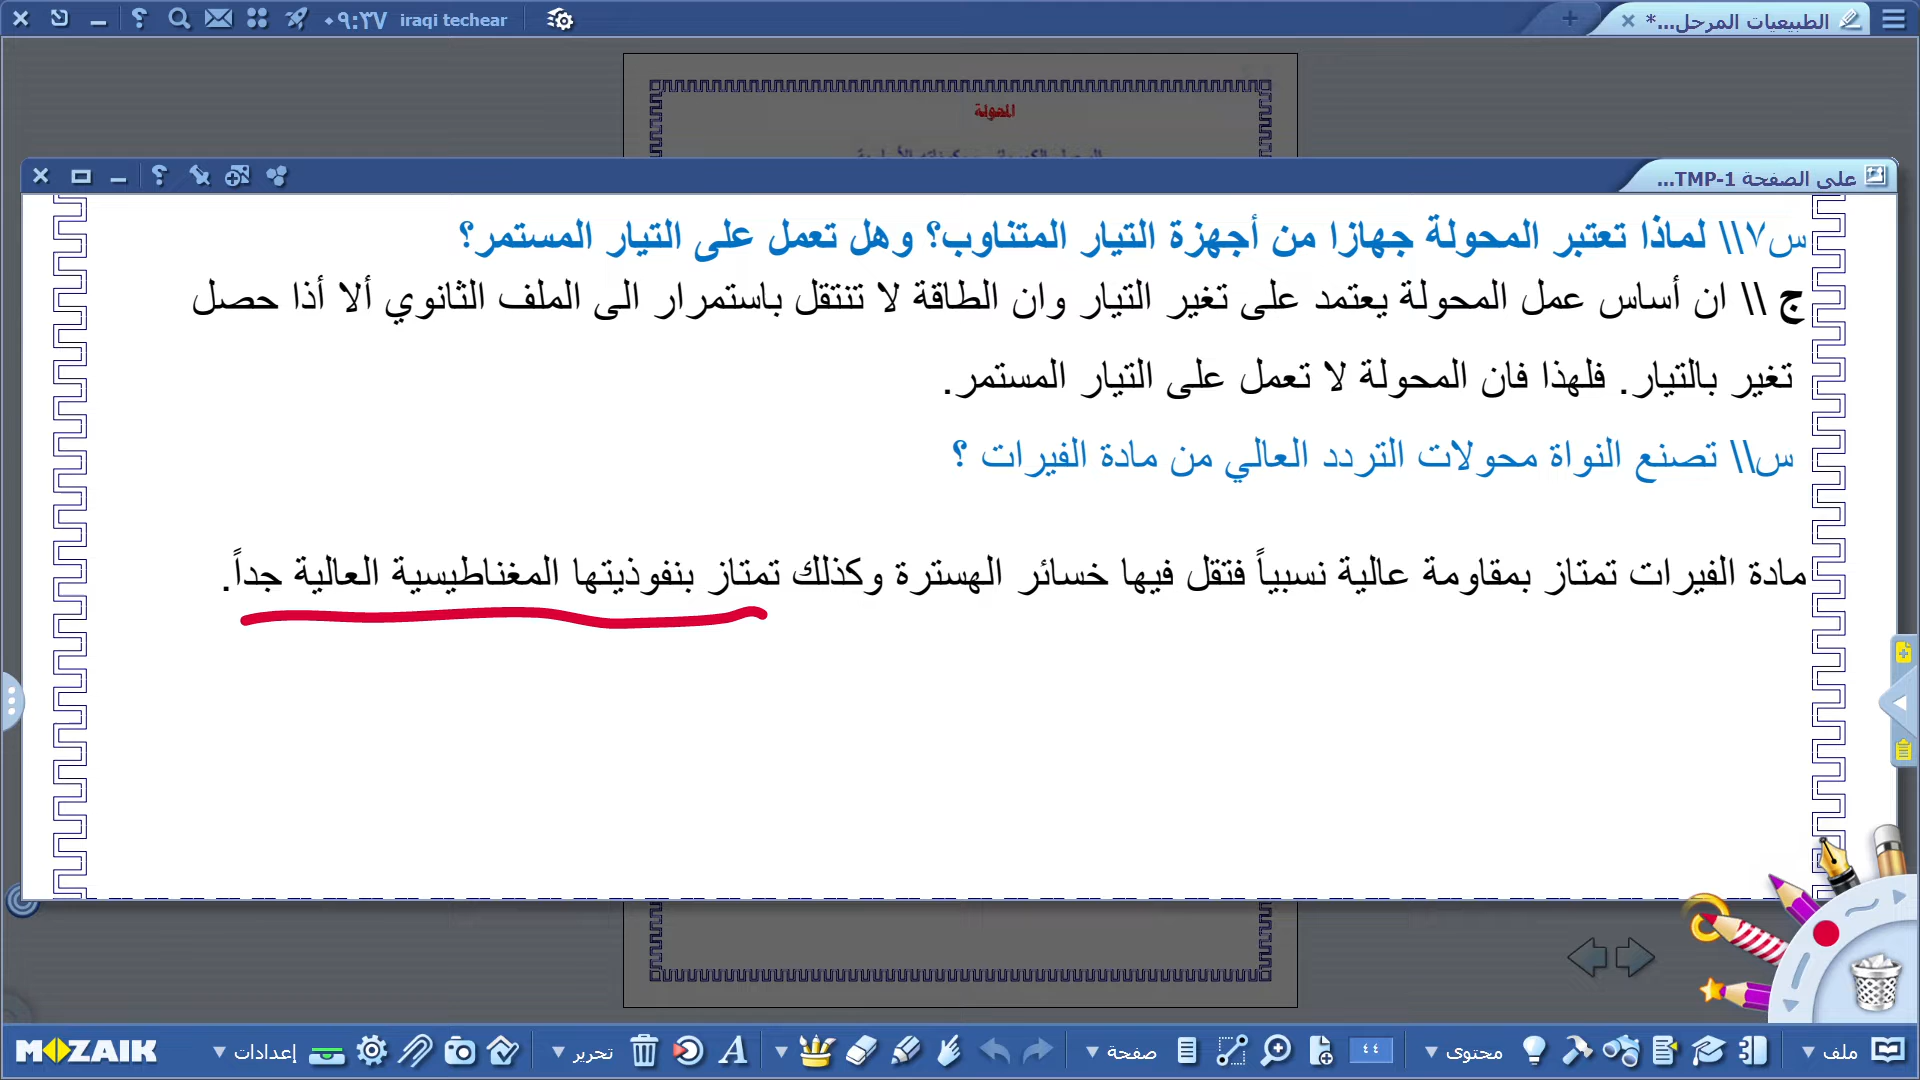 ٠٩:٣٧ iraqi techear
الطبيعيات المرحل...*
المحولة
على الصفحة TMP-1...
س٧\\ لماذا تعتبر المحولة جهازا من أجهزة التيار المتناوب؟ وهل تعمل على التيار المستمر؟
ج \\ ان أساس عمل المحولة يعتمد على تغير التيار وان الطاقة لا تنتقل باستمرار الى الملف الثانوي ألا أذا حصل
تغير بالتيار. فلهذا فان المحولة لا تعمل على التيار المستمر.
س\\ تصنع النواة محولات التردد العالي من مادة الفيرات ؟
مادة الفيرات تمتاز بمقاومة عالية نسبياً فتقل فيها خسائر الهسترة وكذلك تمتاز بنفوذيتها المغناطيسية العالية جداً.
ملف محتوى ٤٤ صفحة تحرير إعدادات MOZAIK